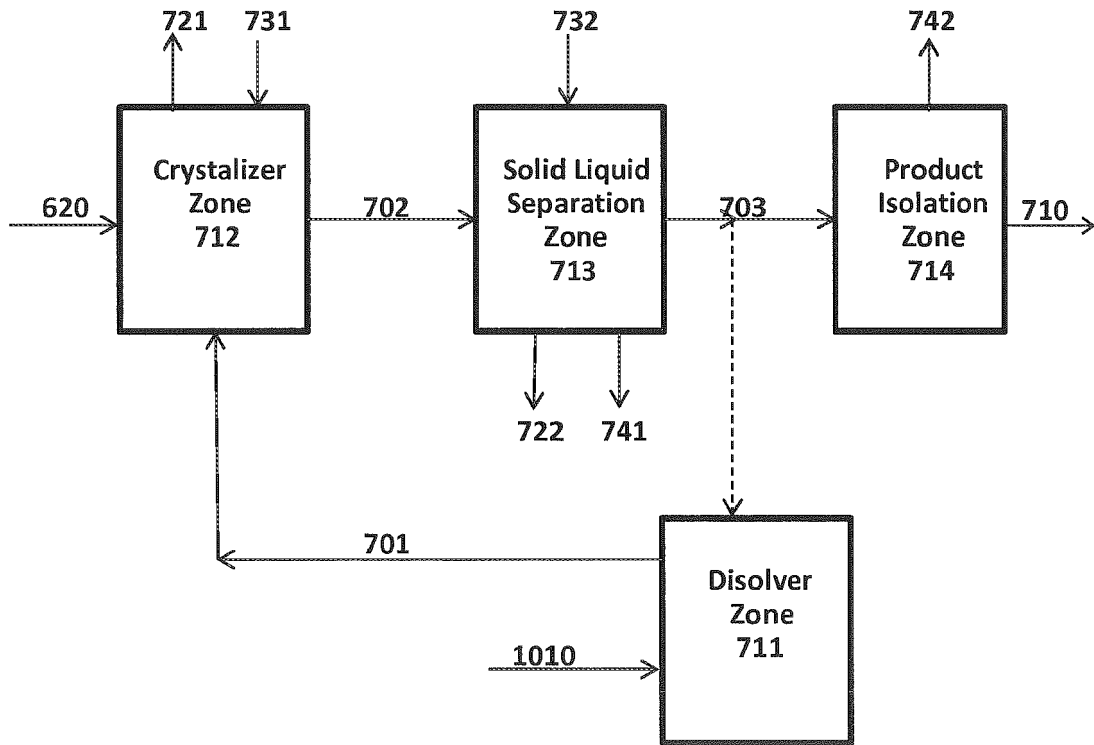 721
731
732
742
Crystalizer
Zone
712
Solid Liquid
Separation
Zone
713
Product
Isolation
Zone
714
620
702
703
710
722
741
701
Disolver
Zone
711
1010